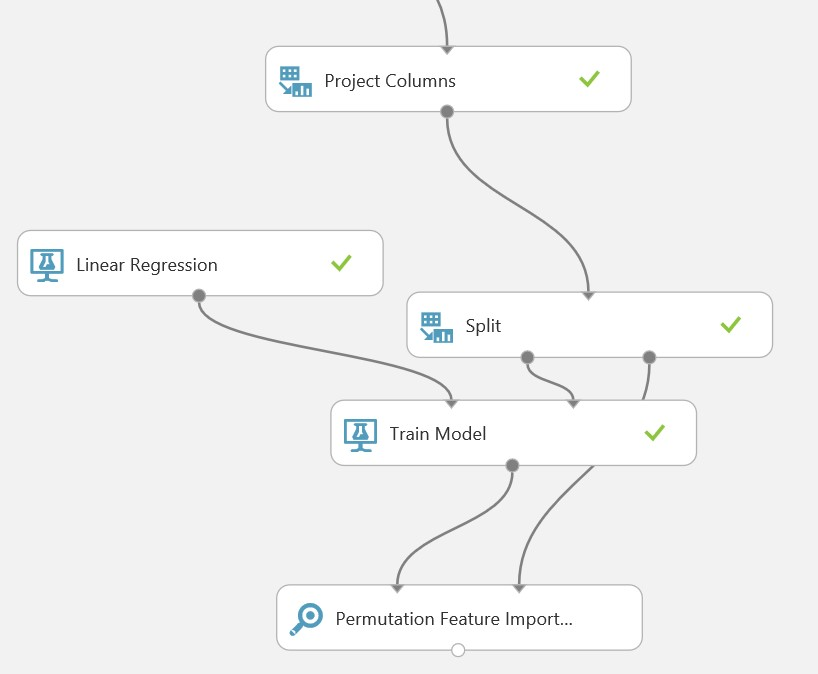 Project Columns
Linear Regression
Split
Train Model
Permutation Feature Import...